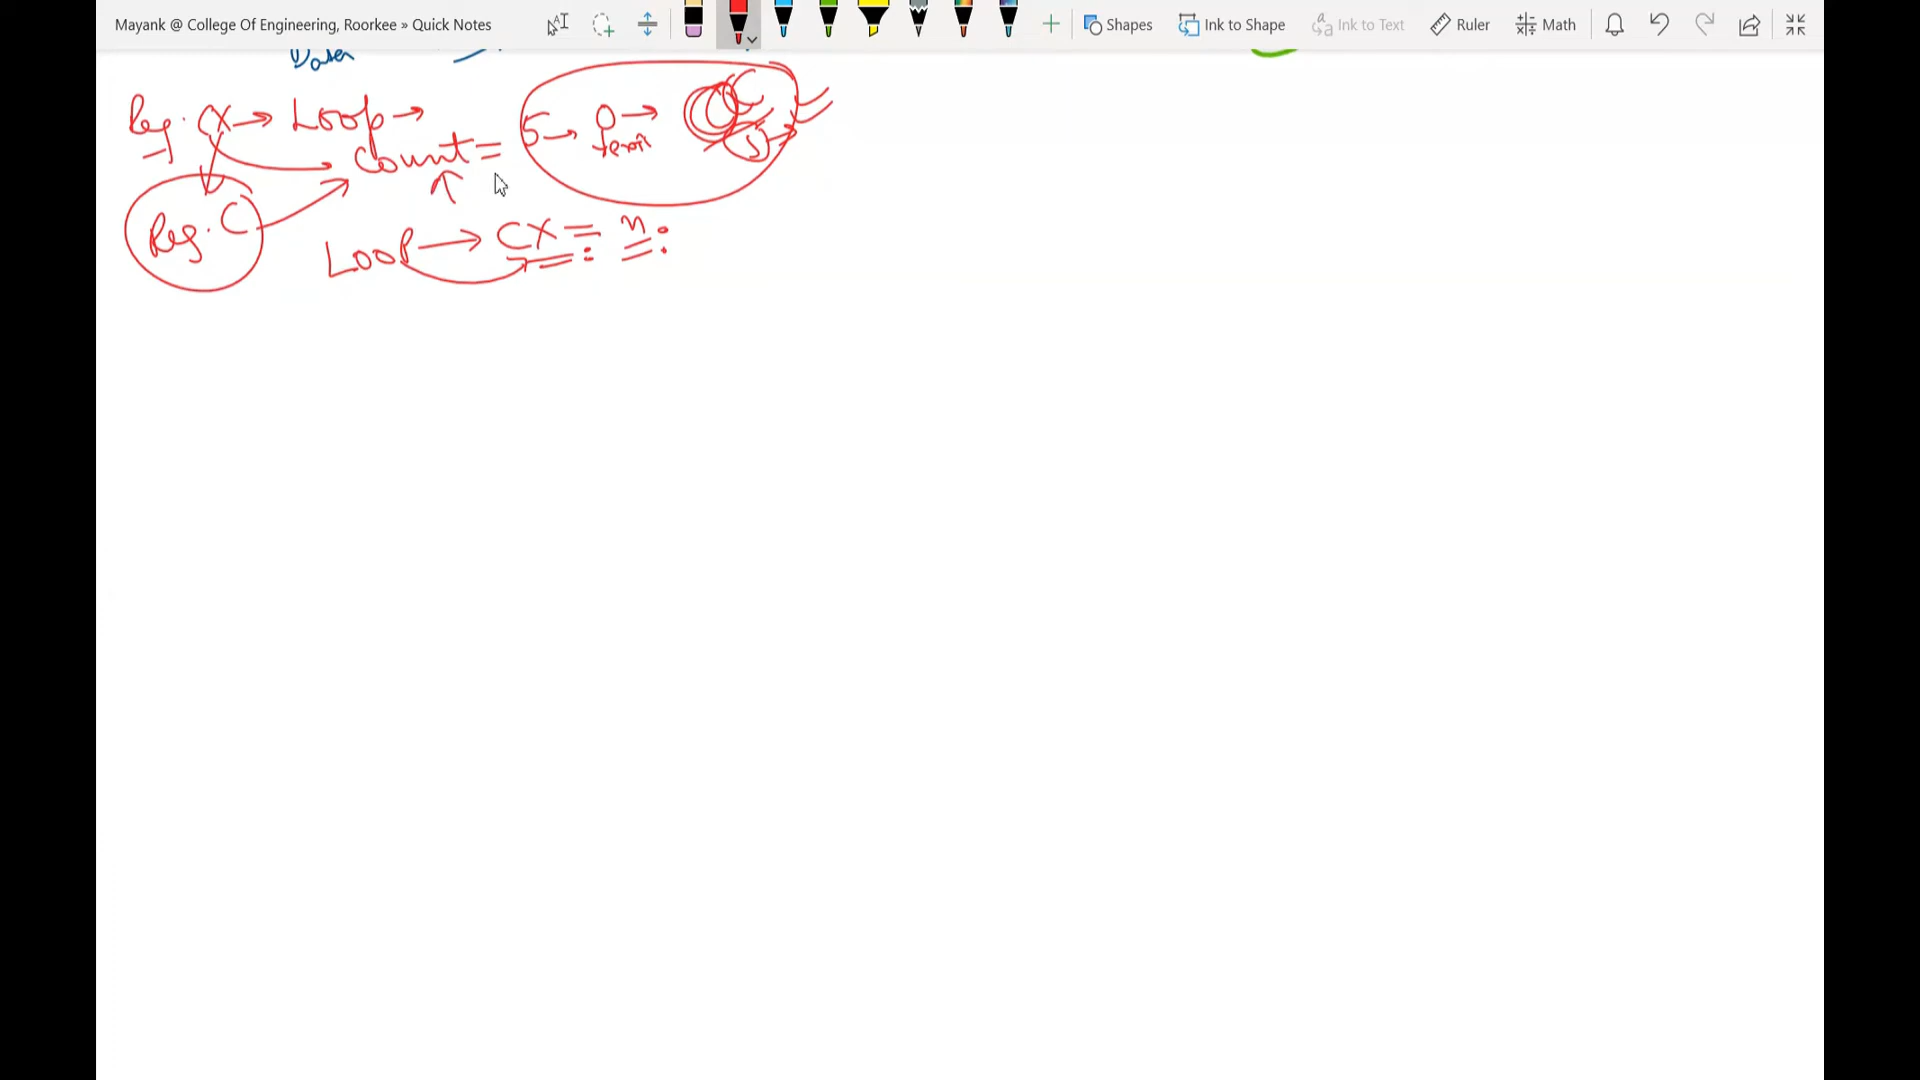 Mayank @ College Of Engineering, Roorkee » Quick Notes
Shapes
Ink to Shape
Ink to Text
Ruler
Math
Data
Reg. CX → Loop →
Count = 5 → 0 →
Reg. C
LOOP → CX = n